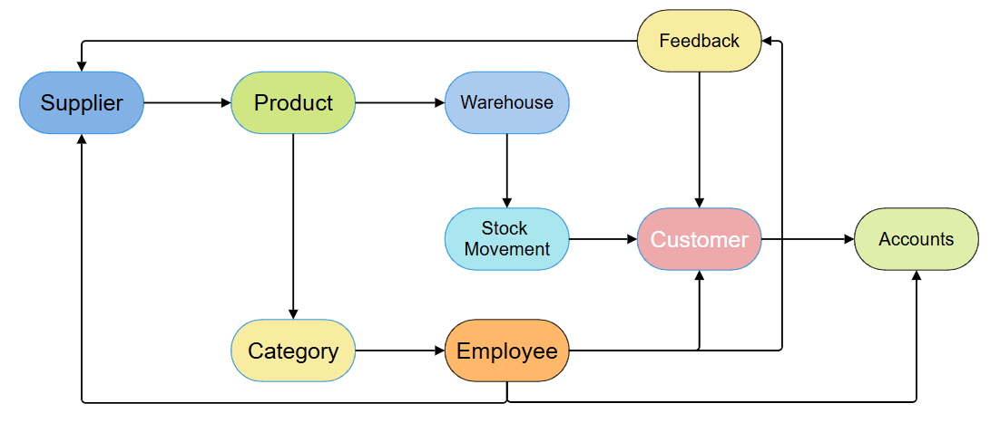 Feedback
Supplier
Product
Warehouse
Stock
Movement
Customer
Accounts
Category
Employee